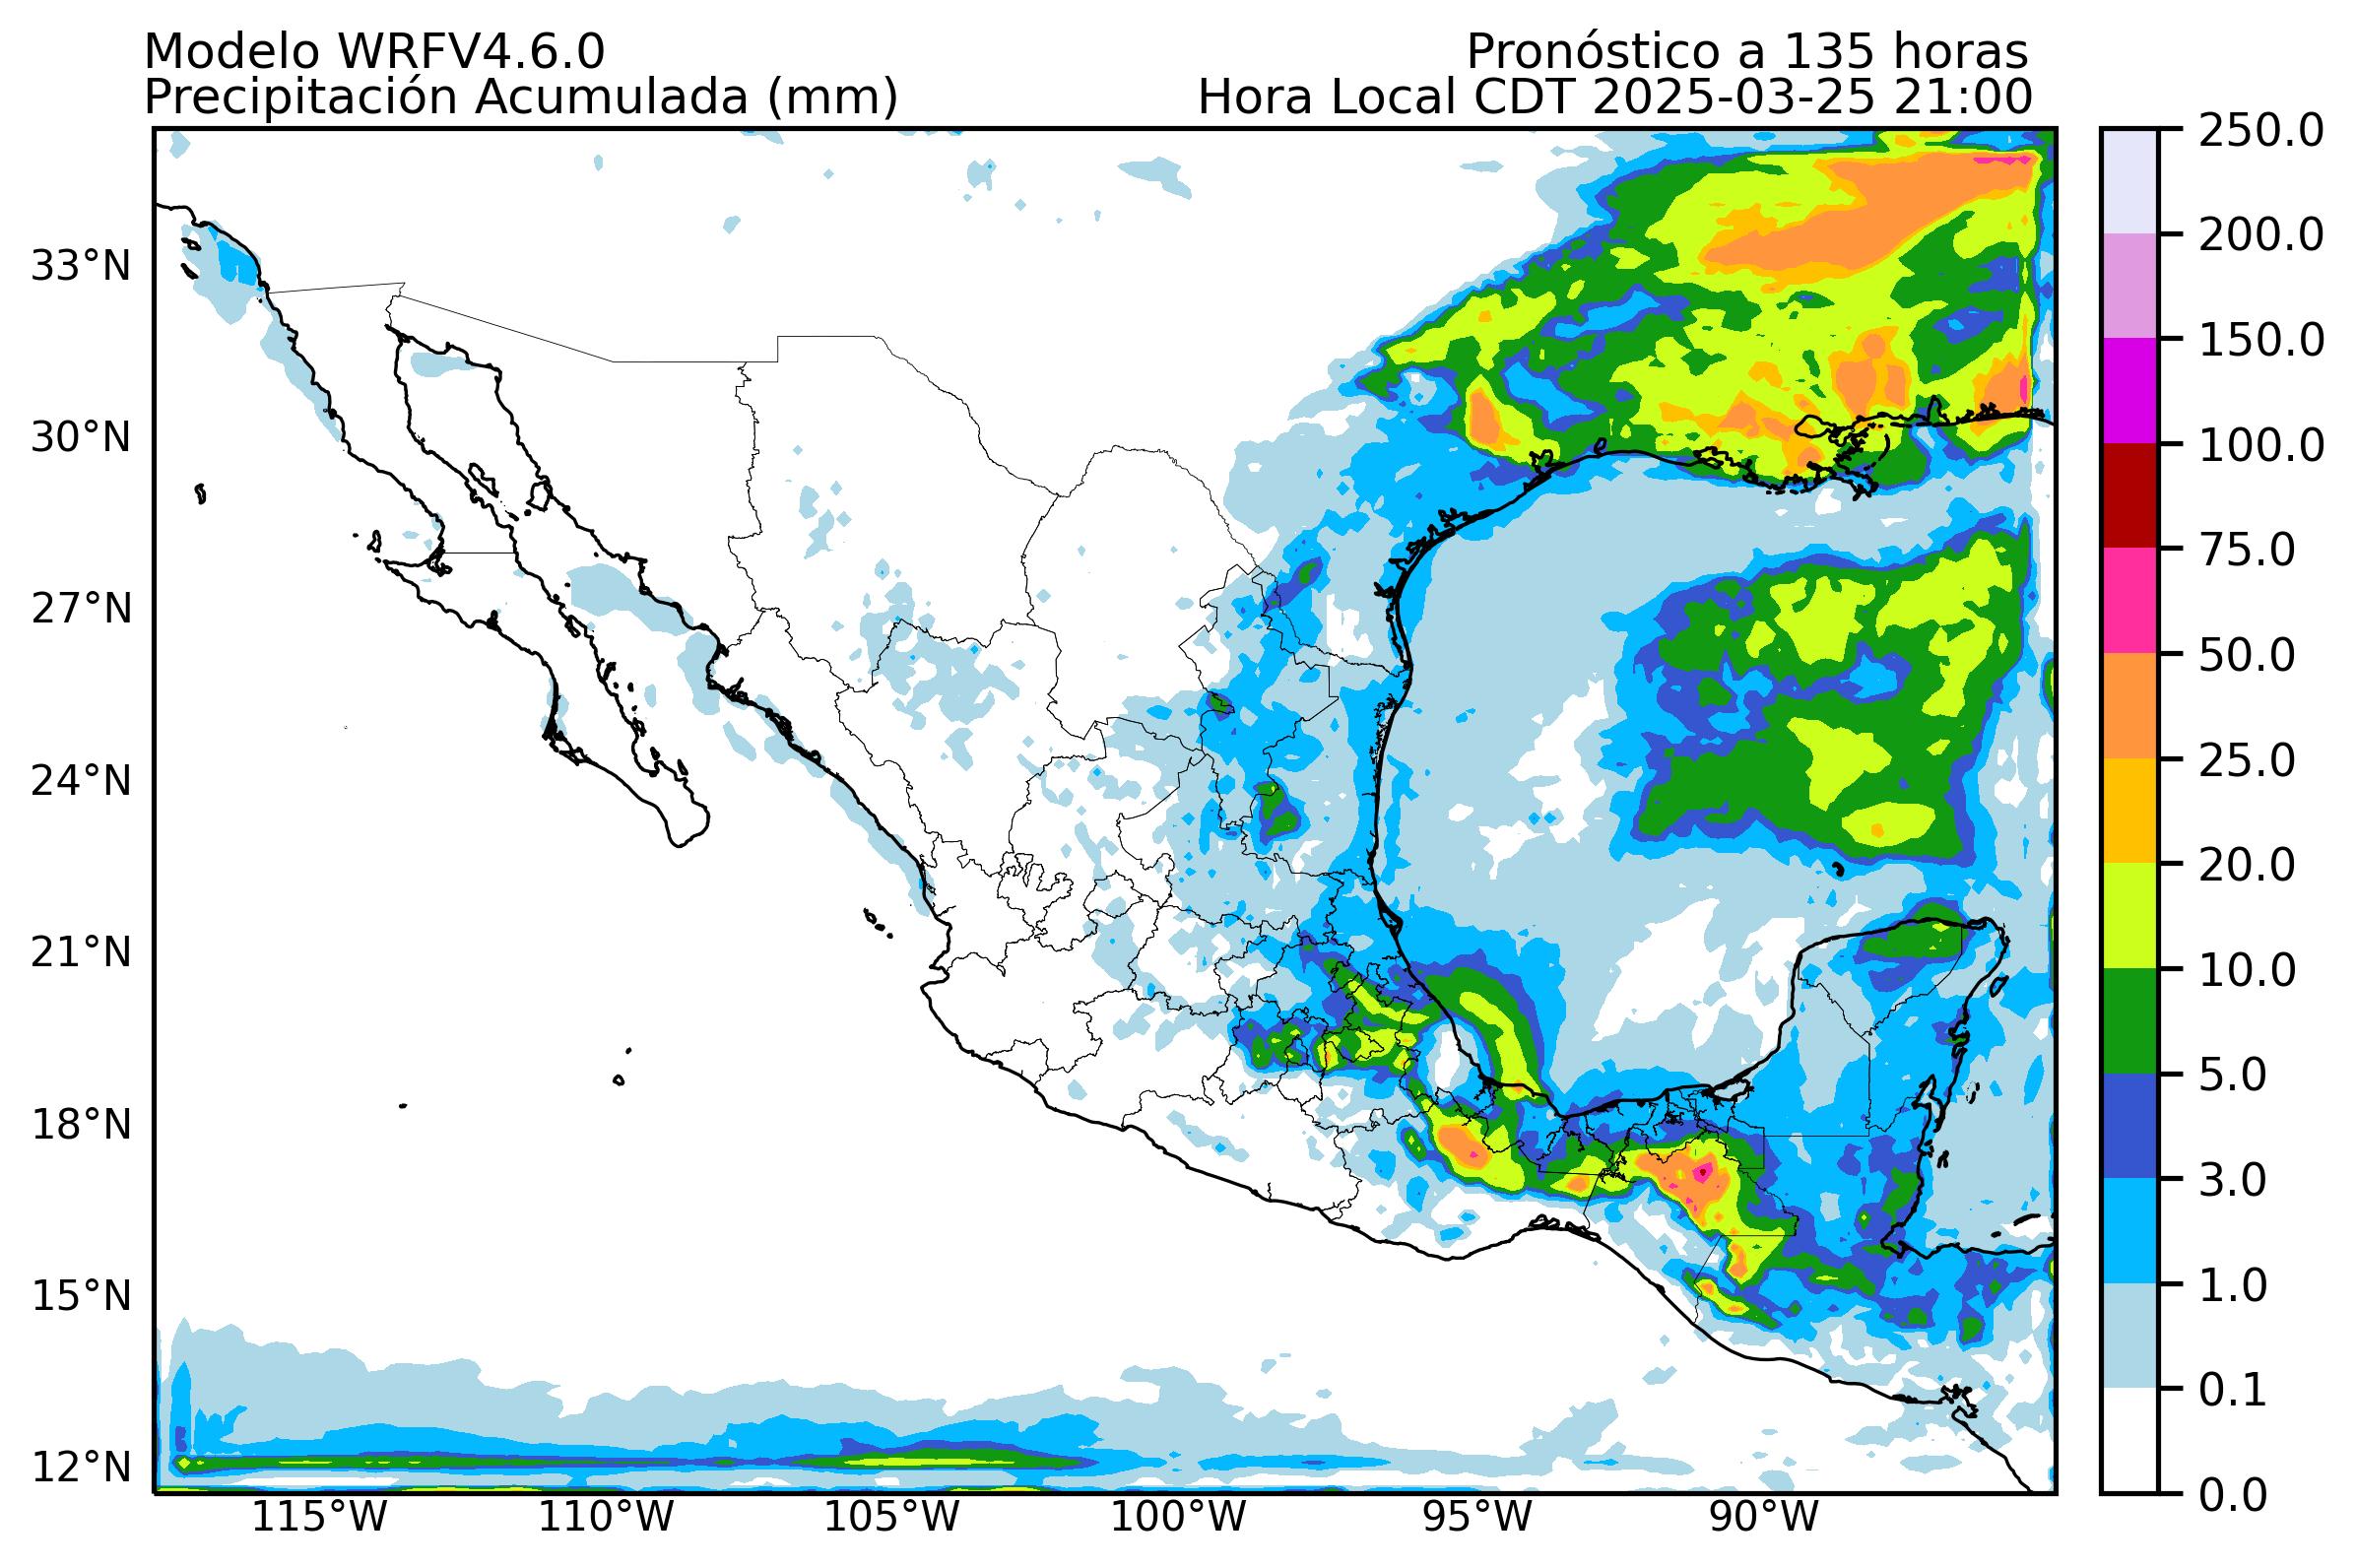 Modelo WRFV4.6.0
Pronóstico a 135 horas
Precipitación Acumulada (mm)
Hora Local CDT 2025-03-25 21:00
250.0
200.0
150.0
100.0
75.0
50.0
25.0
20.0
10.0
5.0
3.0
1.0
0.1
0.0
33°N
30°N
27°N
24°N
21°N
18°N
15°N
12°N
115°W
110°W
105°W
100°W
95°W
90°W